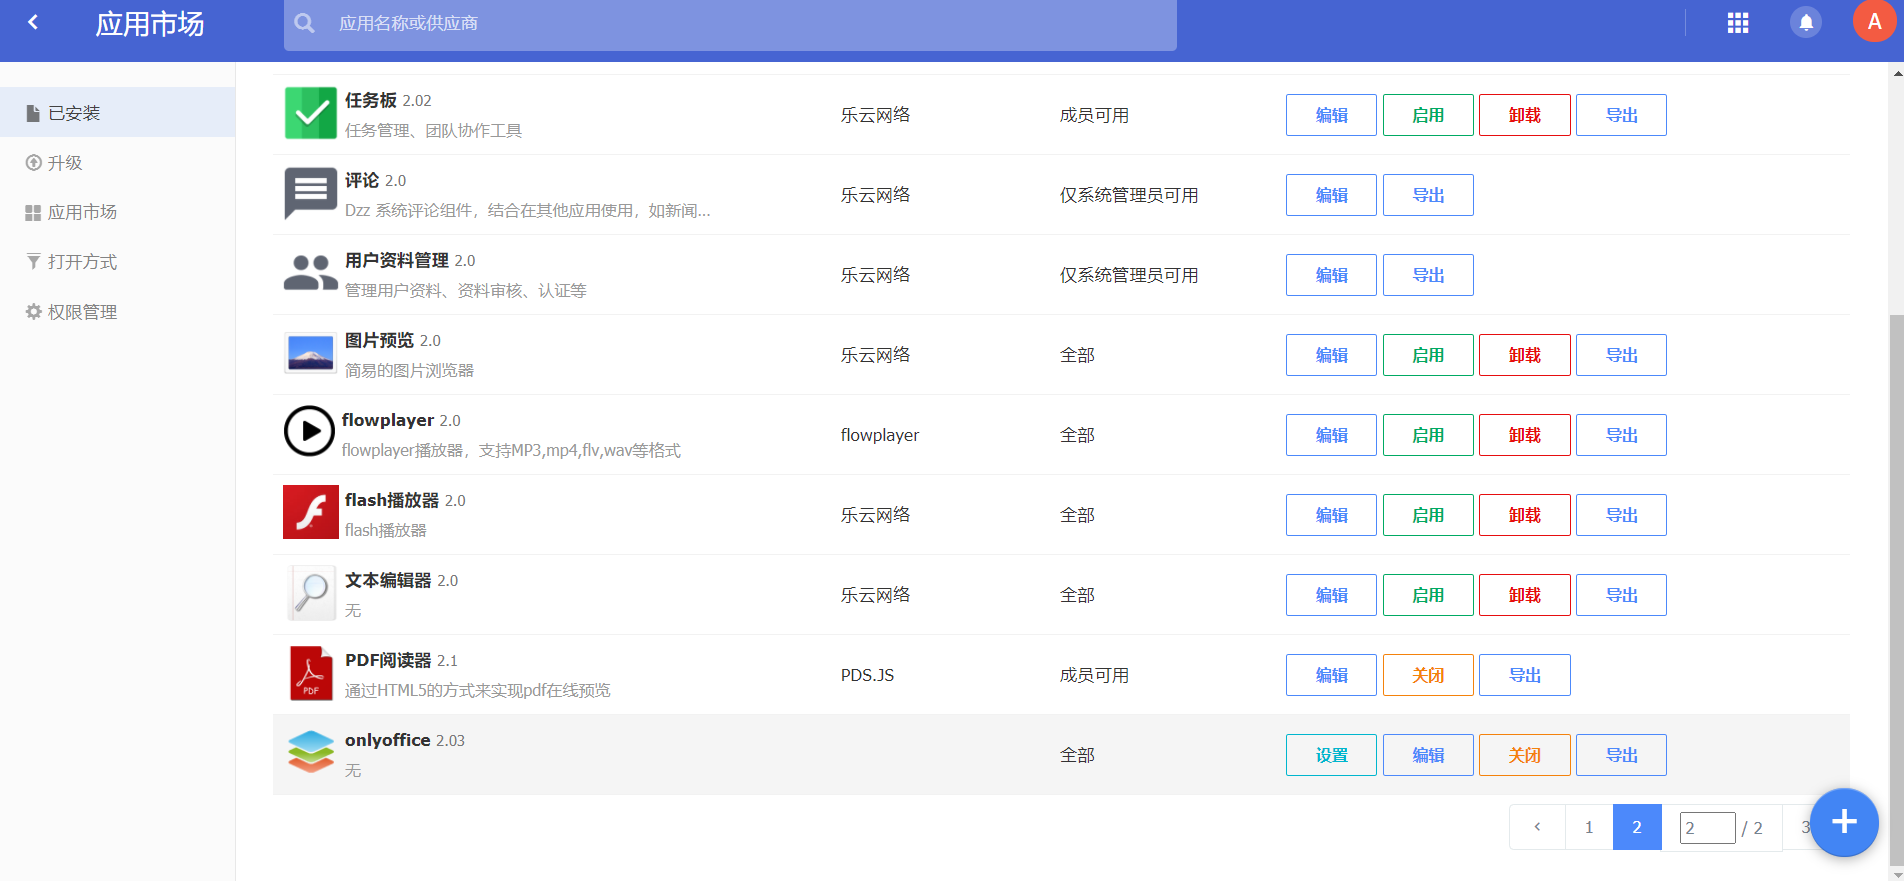 应用市场
应用名称或供应商
A
已安装
升级
应用市场
打开方式
权限管理
任务板 2.02
任务管理、团队协作工具
乐云网络
成员可用
编辑 启用 卸载 导出
评论 2.0
Dzz 系统评论组件，结合在其他应用使用，如新闻...
乐云网络
仅系统管理员可用
编辑 导出
用户资料管理 2.0
管理用户资料、资料审核、认证等
乐云网络
仅系统管理员可用
编辑 导出
图片预览 2.0
简易的图片浏览器
乐云网络
全部
编辑 启用 卸载 导出
flowplayer 2.0
flowplayer播放器，支持MP3,mp4,flv,wav等格式
flowplayer
全部
编辑 启用 卸载 导出
flash播放器 2.0
flash播放器
乐云网络
全部
编辑 启用 卸载 导出
文本编辑器 2.0
无
乐云网络
全部
编辑 启用 卸载 导出
PDF
PDF阅读器 2.1
通过HTML5的方式来实现pdf在线预览
PDS.JS
成员可用
编辑 关闭 导出
onlyoffice 2.03
无
全部
设置 编辑 关闭 导出
1 2 2 / 2 3